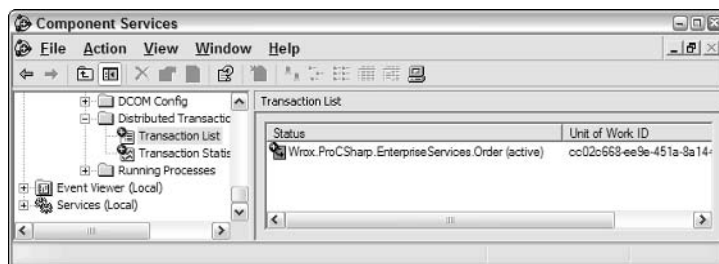 Component Services
File Action View Window Help
DCOM Config
Distributed Transactic
Transaction List
Transaction Statis
Running Processes
Event Viewer (Local)
Services (Local)
Transaction List
Status Unit of Work ID
Wrox.ProCSharp.EnterpriseServices.Order (active) cc02c668-ee9e-451a-8a14-